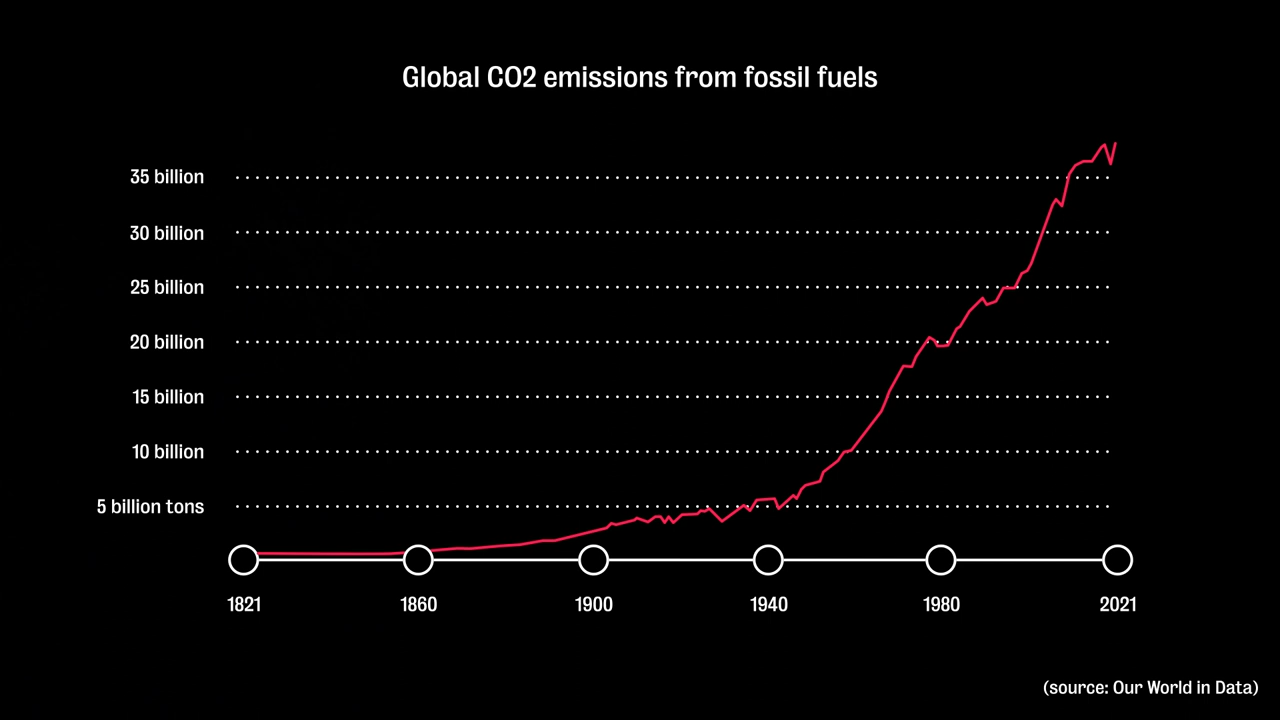 Global CO2 emissions from fossil fuels
35 billion
30 billion
25 billion
20 billion
15 billion
10 billion
5 billion tons
1821 1860 1900 1940 1980 2021
(source: Our World in Data)